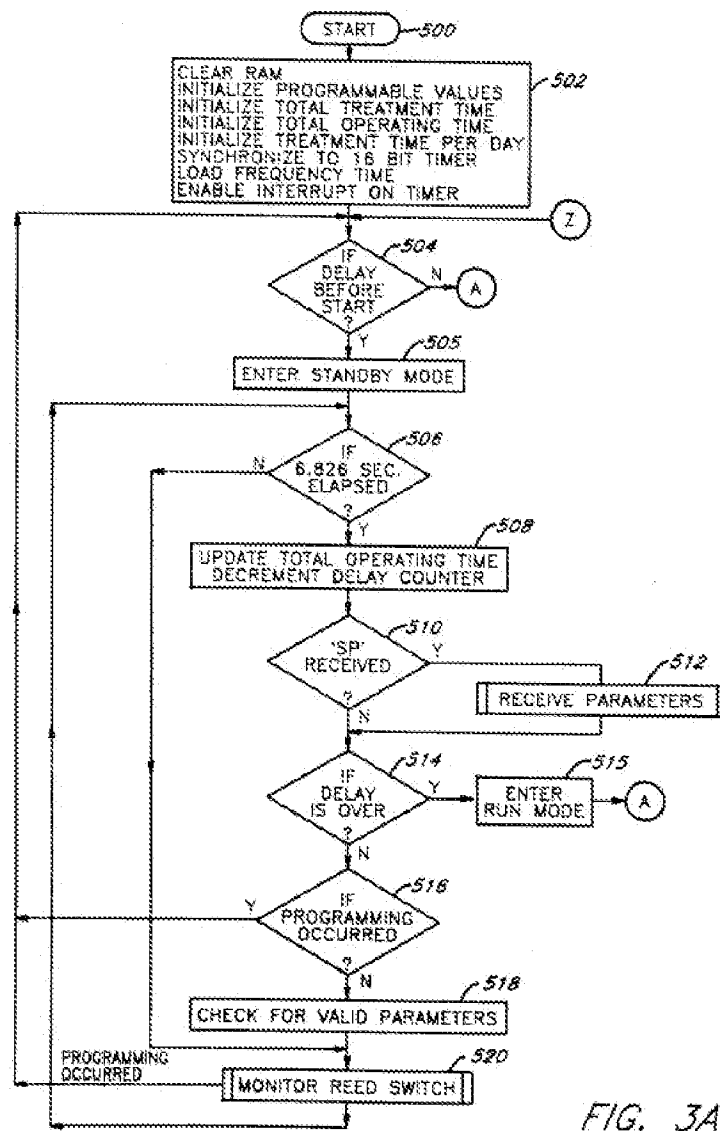 START
500
502
CLEAR RAM
INITIALIZE PROGRAMMABLE VALUES
INITIALIZE TOTAL TREATMENT TIME
INITIALIZE TOTAL OPERATING TIME
INITIALIZE TREATMENT TIME PER DAY
SYNCHRONIZE TO 16 BIT TIMER
LOAD FREQUENCY TIME
ENABLE INTERRUPT ON TIMER
Z
504
IF
DELAY
BEFORE
START
?
N
A
Y
505
ENTER STANDBY MODE
506
IF
6.826 SEC.
ELAPSED
?
N
Y
508
UPDATE TOTAL OPERATING TIME
DECREMENT DELAY COUNTER
510
'SP'
RECEIVED
?
Y
N
512
RECEIVE PARAMETERS
514
IF
DELAY
IS OVER
?
Y
N
515
ENTER
RUN MODE
A
516
IF
PROGRAMMING
OCCURRED
?
Y
N
518
CHECK FOR VALID PARAMETERS
520
PROGRAMMING
OCCURRED
MONITOR REED SWITCH
FIG. 3A